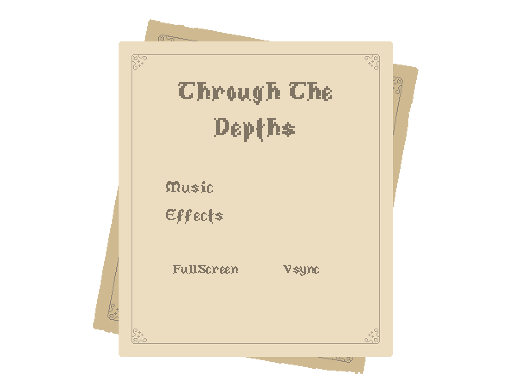 Through The
Depths
Music
Effects
FullScreen Vsync